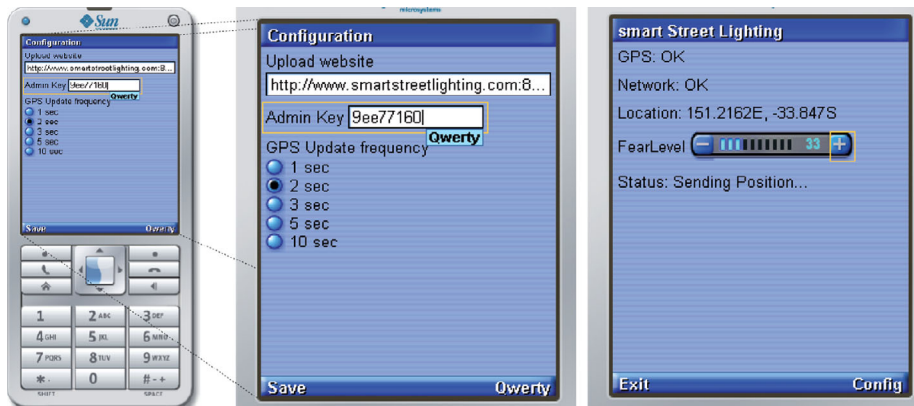 Sun
Configuration
Upload website
http://www.smartstreetlighting.com:8...
Admin Key 9ee77160
Qwerty
GPS Update frequency
1 sec
2 sec
3 sec
5 sec
10 sec
Save Qwerty
1 2 ABC 3 DEF
4 GHI 5 JKL 6 MNO
7 PQRS 8 TUV 9 WXYZ
* . 0 # - +
SHIFT SPACE
microsystems
Configuration
Upload website
http://www.smartstreetlighting.com:8...
Admin Key 9ee77160
Qwerty
GPS Update frequency
1 sec
2 sec
3 sec
5 sec
10 sec
Save Qwerty
smart Street Lighting
GPS: OK
Network: OK
Location: 151.2162E, -33.847S
FearLevel 33
Status: Sending Position...
Exit Config